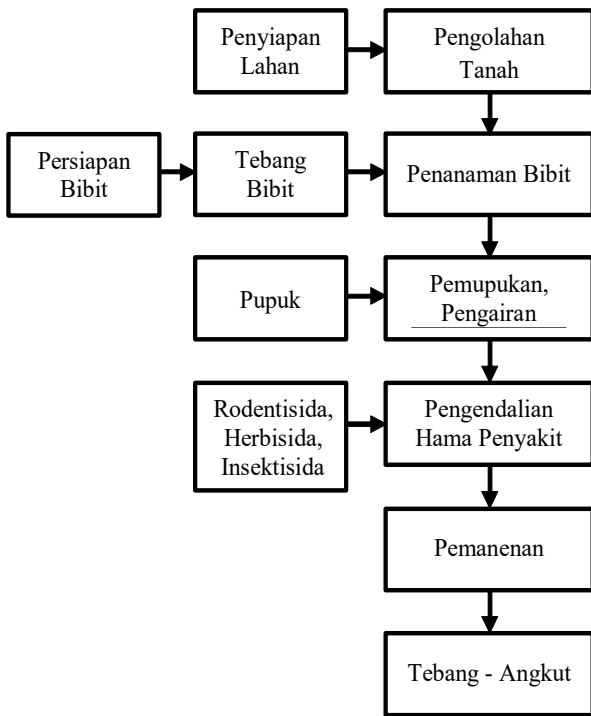 Penyiapan
Lahan
Pengolahan
Tanah
Persiapan
Bibit
Tebang
Bibit
Penanaman Bibit
Pupuk
Pemupukan,
Pengairan
Rodentisida,
Herbisida,
Insektisida
Pengendalian
Hama Penyakit
Pemanenan
Tebang - Angkut